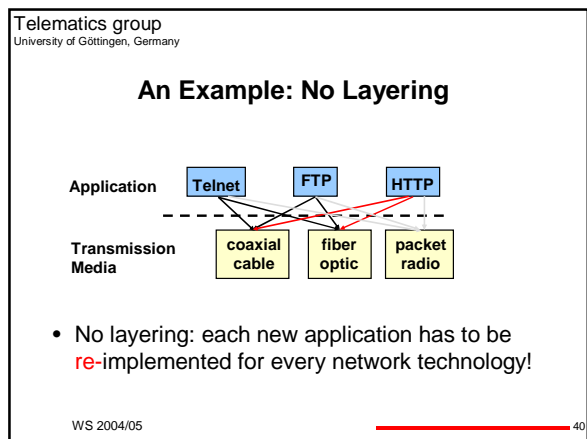 Telematics group
University of Göttingen, Germany
An Example: No Layering
Application
Telnet
FTP
HTTP
Transmission
Media
coaxial
cable
fiber
optic
packet
radio
• No layering: each new application has to be
re-implemented for every network technology!
WS 2004/05
40